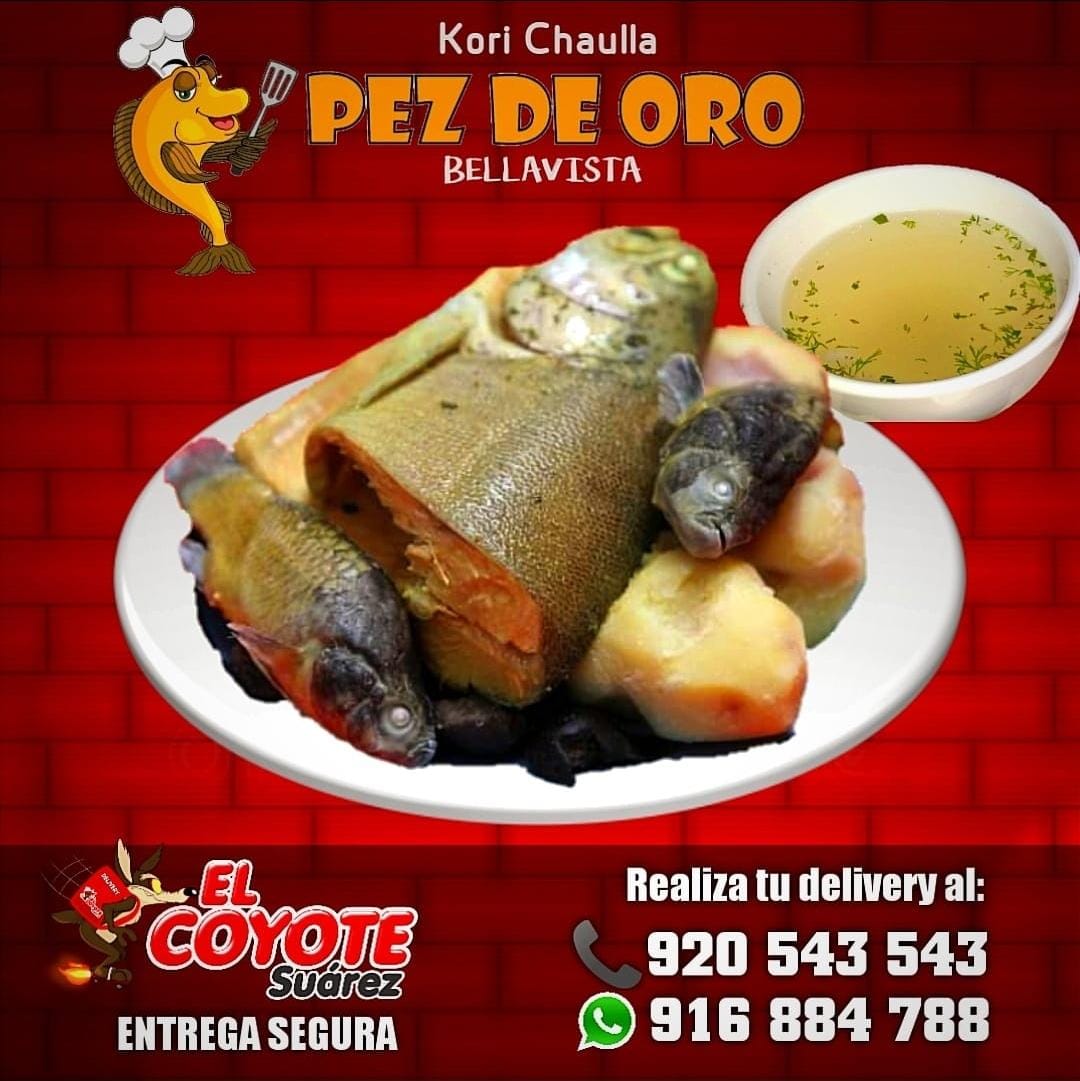 Kori Chaulla
PEZ DE ORO
BELLAVISTA
DELIVERY
EL
COYOTE
Suárez
ENTREGA SEGURA
Realiza tu delivery al:
920 543 543
916 884 788